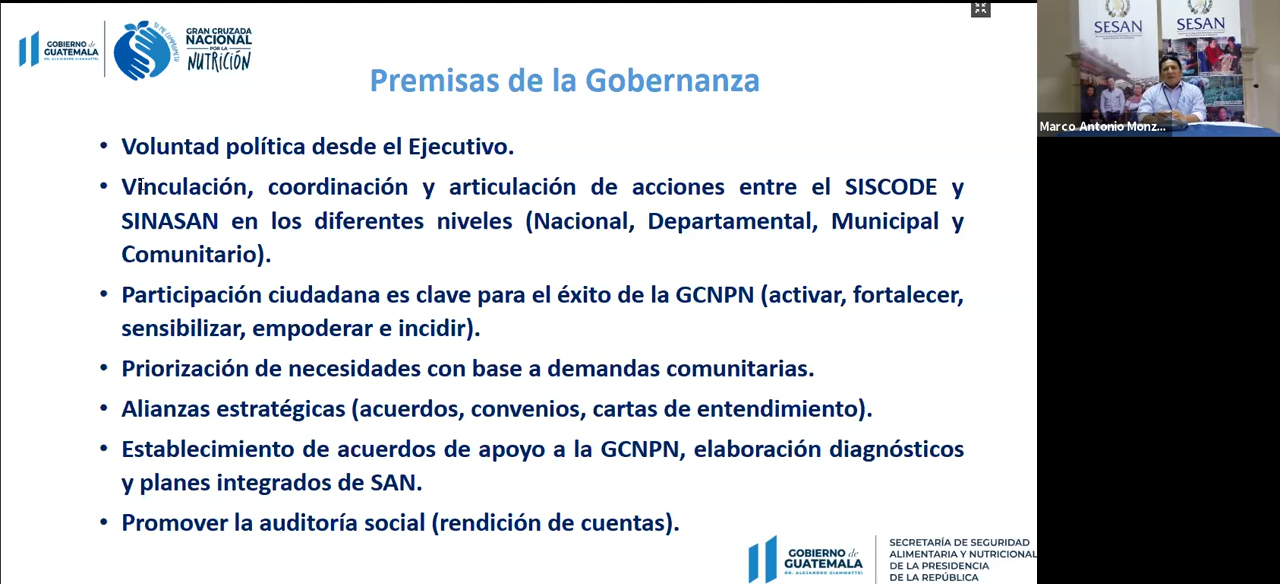 GOBIERNO de
GUATEMALA
DR. ALEJANDRO GIAMMATTEI
GRAN CRUZADA
NACIONAL
POR LA
NUTRICIÓN
Premisas de la Gobernanza
• Voluntad política desde el Ejecutivo.
• Vinculación, coordinación y articulación de acciones entre el SISCODE y
SINASAN en los diferentes niveles (Nacional, Departamental, Municipal y
Comunitario).
• Participación ciudadana es clave para el éxito de la GCNPN (activar, fortalecer,
sensibilizar, empoderar e incidir).
• Priorización de necesidades con base a demandas comunitarias.
• Alianzas estratégicas (acuerdos, convenios, cartas de entendimiento).
• Establecimiento de acuerdos de apoyo a la GCNPN, elaboración diagnósticos
y planes integrados de SAN.
• Promover la auditoría social (rendición de cuentas).
GOBIERNO de
GUATEMALA
DR. ALEJANDRO GIAMMATTEI
SECRETARÍA DE SEGURIDAD
ALIMENTARIA Y NUTRICIONAL
DE LA PRESIDENCIA
DE LA REPÚBLICA
SESAN
SESAN
Marco Antonio Monz...